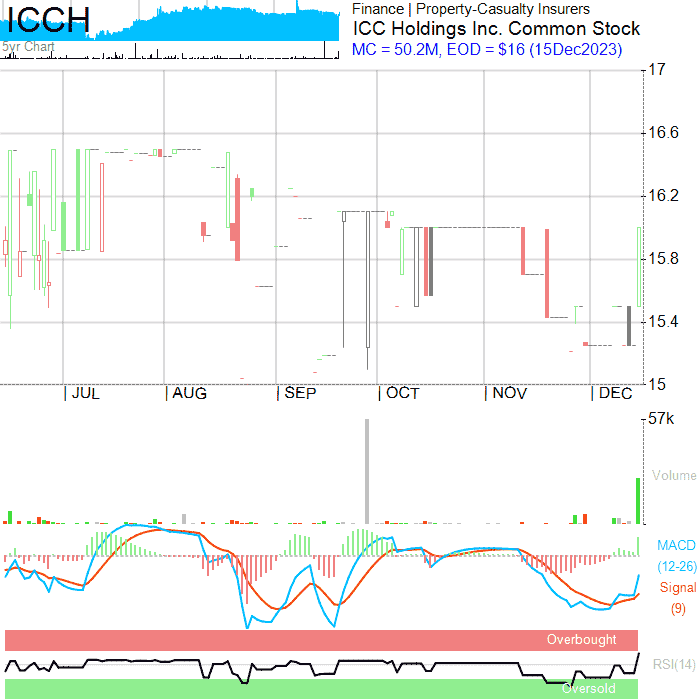 ICCH
5yr Chart
Finance | Property-Casualty Insurers
ICC Holdings Inc. Common Stock
MC = 50.2M, EOD = $16 (15Dec2023)
17
16.6
16.2
15.8
15.4
15
JUL
AUG
SEP
OCT
NOV
DEC
57k
Volume
MACD
(12-26)
Signal
(9)
Overbought
RSI(14)
Oversold